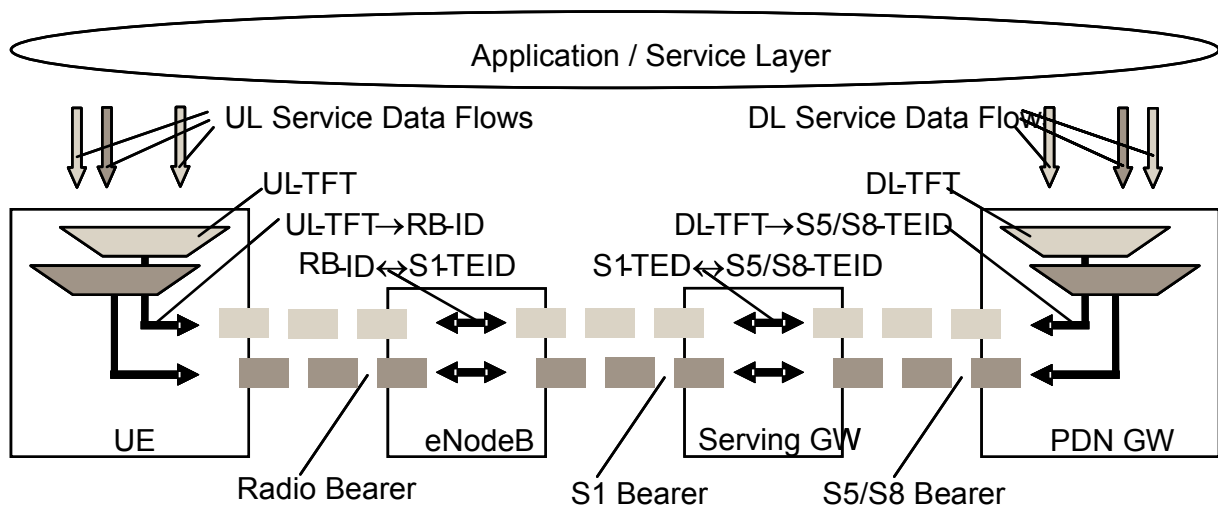 Application / Service Layer
UL Service Data Flows
DL Service Data Flow
UL-TFT
DL-TFT
UL-TFT→RB-ID
DL-TFT→S5/S8-TEID
RB-ID↔S1-TEID
S1-TED↔S5/S8-TEID
UE
eNodeB
Serving GW
PDN GW
Radio Bearer
S1 Bearer
S5/S8 Bearer